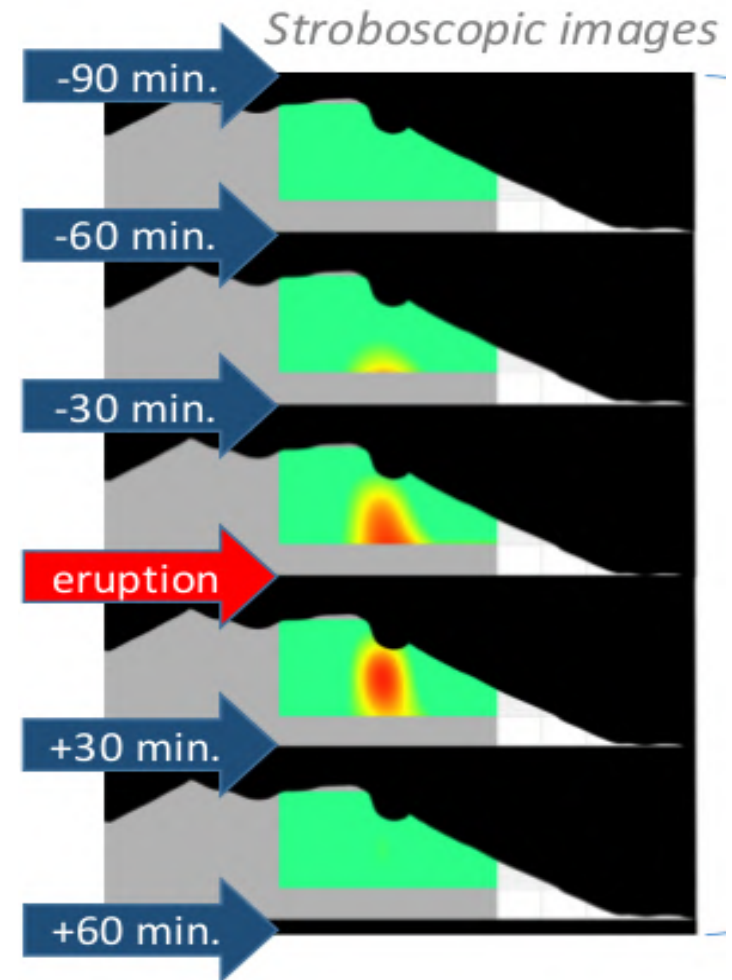 Stroboscopic images
-90 min.
-60 min.
-30 min.
eruption
+30 min.
+60 min.